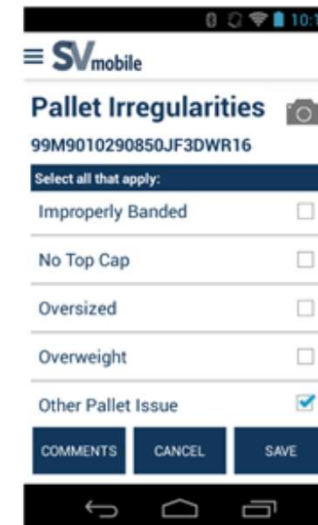 10:1
SVmobile
Pallet Irregularities
99M9010290850JF3DWR16
Select all that apply:
Improperly Banded
No Top Cap
Oversized
Overweight
Other Pallet Issue
COMMENTS CANCEL SAVE